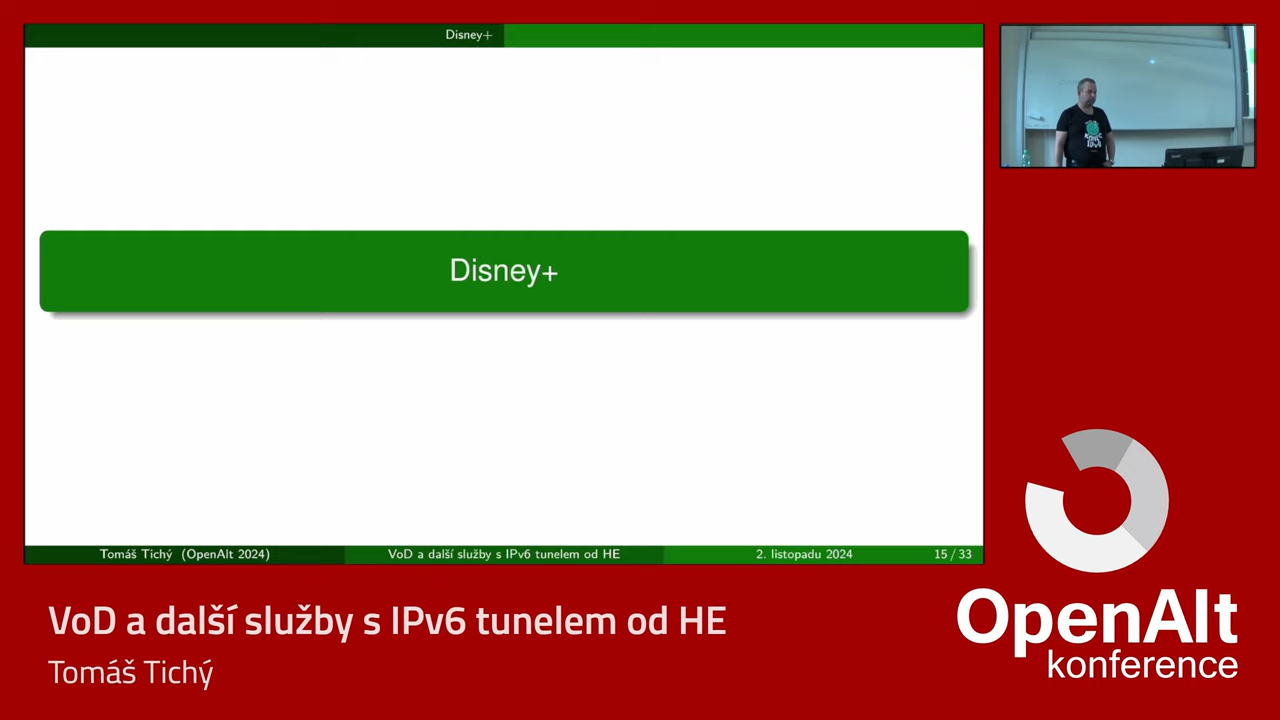 Disney+
Disney+
Tomáš Tichý (OpenAlt 2024)
VoD a další služby s IPv6 tunelem od HE
2. listopadu 2024
15 / 33
VoD a další služby s IPv6 tunelem od HE
Tomáš Tichý
OpenAlt
konference